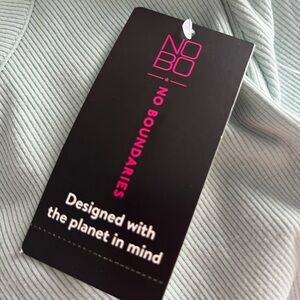 NO
BO
NO BOUNDARIES
Designed with
the planet in mind